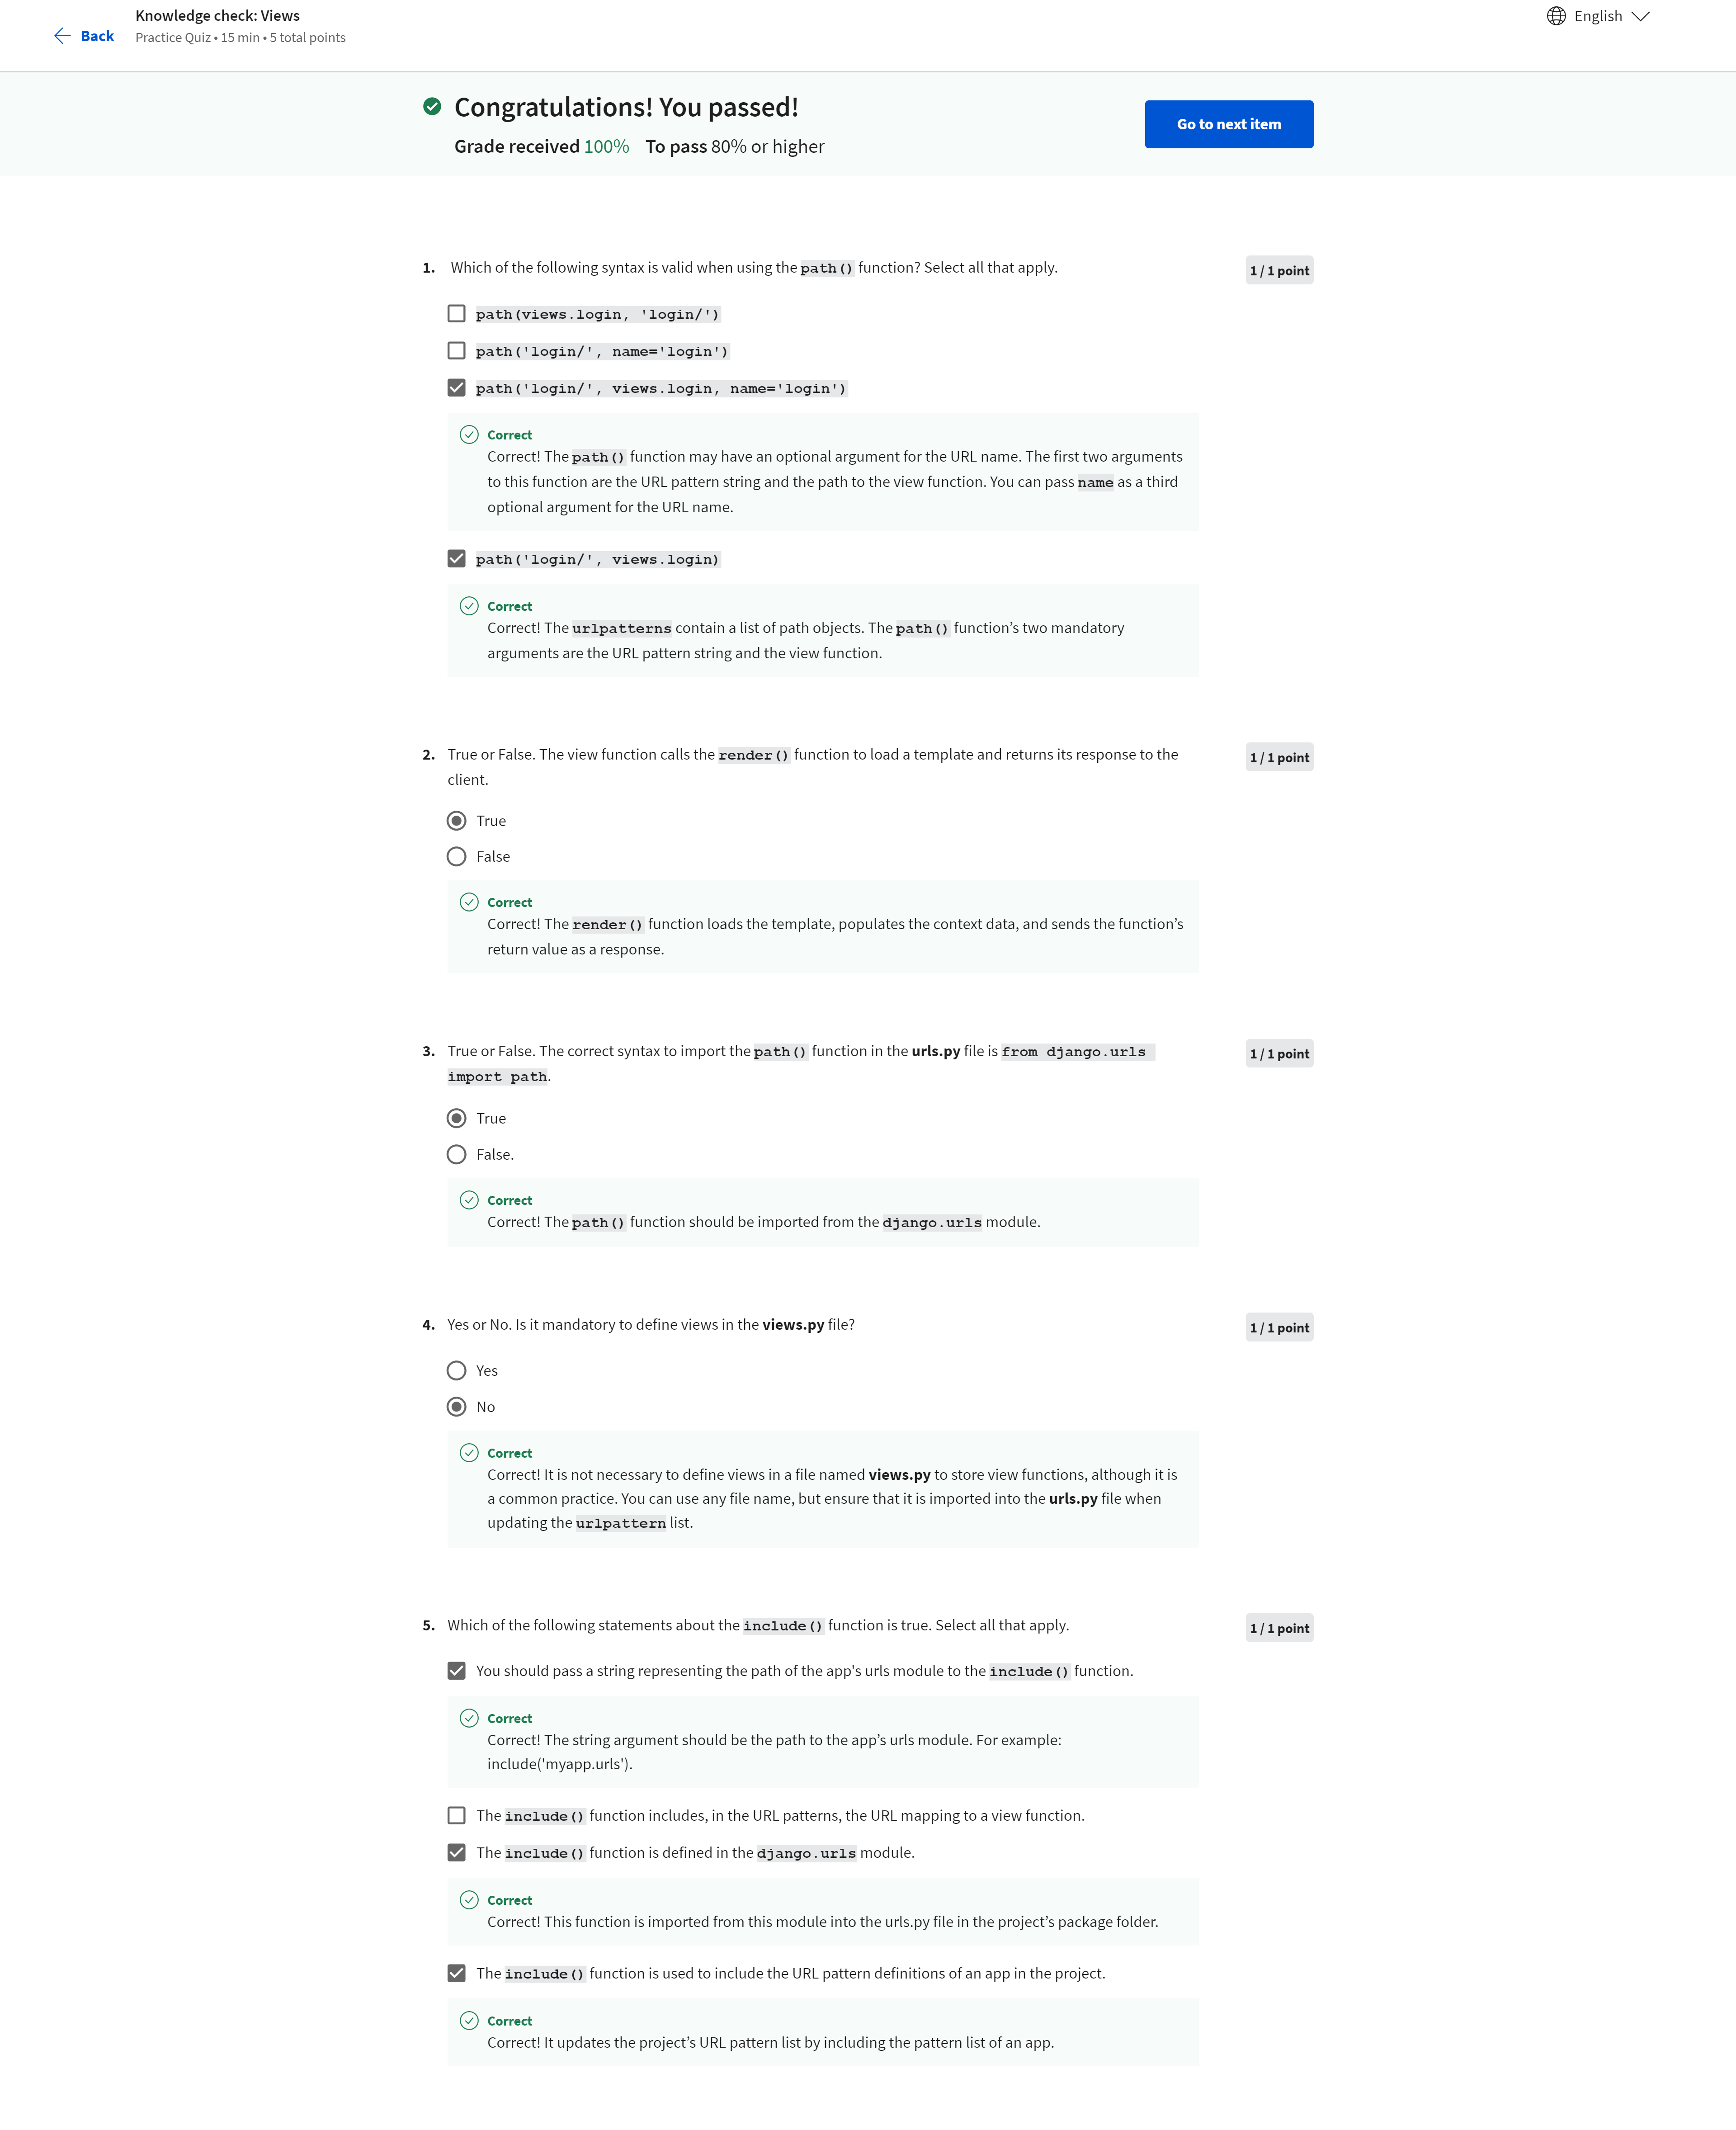 Back
Knowledge check: Views
Practice Quiz • 15 min • 5 total points
English
Congratulations! You passed!
Grade received 100% To pass 80% or higher
Go to next item
1. Which of the following syntax is valid when using the path() function? Select all that apply.
1 / 1 point
path(views.login, 'login/')
path('login/', name='login')
path('login/', views.login, name='login')
Correct
Correct! The path() function may have an optional argument for the URL name. The first two arguments
to this function are the URL pattern string and the path to the view function. You can pass name as a third
optional argument for the URL name.
path('login/', views.login)
Correct
Correct! The urlpatterns contain a list of path objects. The path() function’s two mandatory
arguments are the URL pattern string and the view function.
2. True or False. The view function calls the render() function to load a template and returns its response to the
client.
1 / 1 point
True
False
Correct
Correct! The render() function loads the template, populates the context data, and sends the function’s
return value as a response.
3. True or False. The correct syntax to import the path() function in the urls.py file is from django.urls
import path.
1 / 1 point
True
False.
Correct
Correct! The path() function should be imported from the django.urls module.
4. Yes or No. Is it mandatory to define views in the views.py file?
1 / 1 point
Yes
No
Correct
Correct! It is not necessary to define views in a file named views.py to store view functions, although it is
a common practice. You can use any file name, but ensure that it is imported into the urls.py file when
updating the urlpattern list.
5. Which of the following statements about the include() function is true. Select all that apply.
1 / 1 point
You should pass a string representing the path of the app's urls module to the include() function.
Correct
Correct! The string argument should be the path to the app’s urls module. For example:
include('myapp.urls').
The include() function includes, in the URL patterns, the URL mapping to a view function.
The include() function is defined in the django.urls module.
Correct
Correct! This function is imported from this module into the urls.py file in the project’s package folder.
The include() function is used to include the URL pattern definitions of an app in the project.
Correct
Correct! It updates the project’s URL pattern list by including the pattern list of an app.